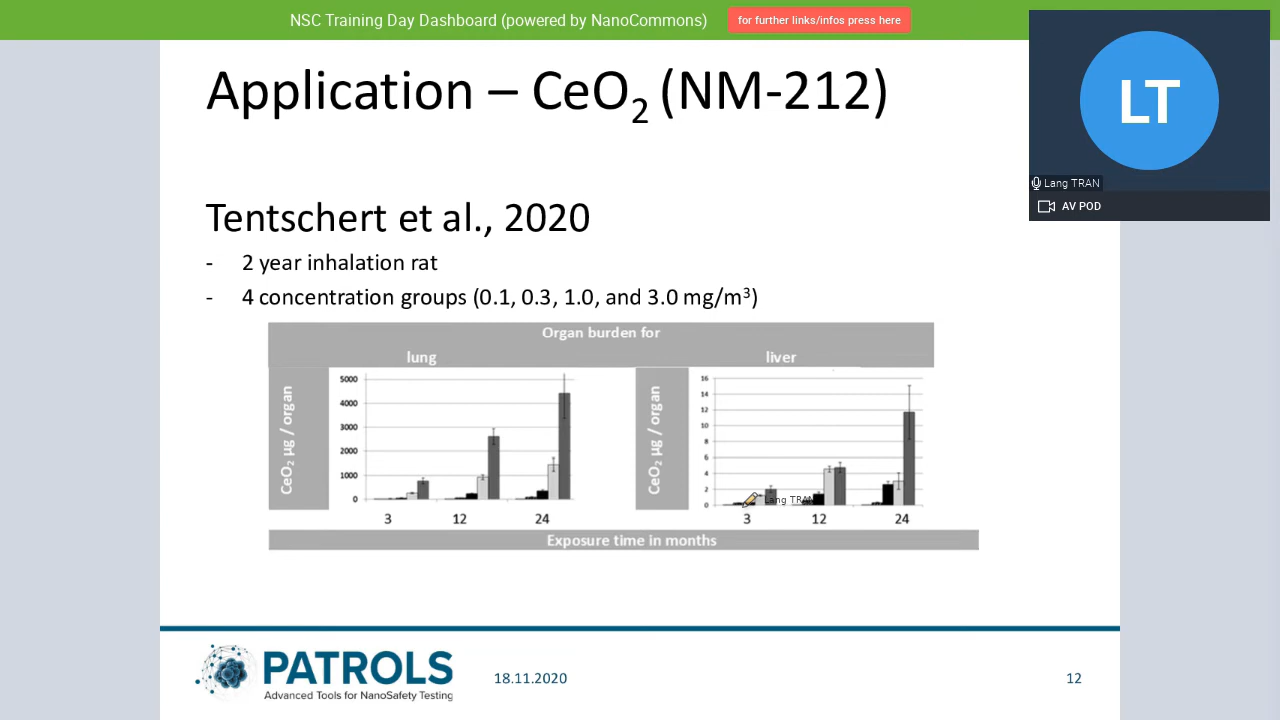 NSC Training Day Dashboard (powered by NanoCommons)
for further links/infos press here
LT
Lang TRAN
AV POD
Application – CeO₂ (NM-212)
Tentschert et al., 2020
- 2 year inhalation rat
- 4 concentration groups (0.1, 0.3, 1.0, and 3.0 mg/m³)
Organ burden for
lung
liver
CeO₂ µg / organ
5000
4000
3000
2000
1000
0
3 12 24
CeO₂ µg / organ
16
14
12
10
8
6
4
2
0
Lang TRAN
3 12 24
Exposure time in months
PATROLS
Advanced Tools for NanoSafety Testing
18.11.2020
12